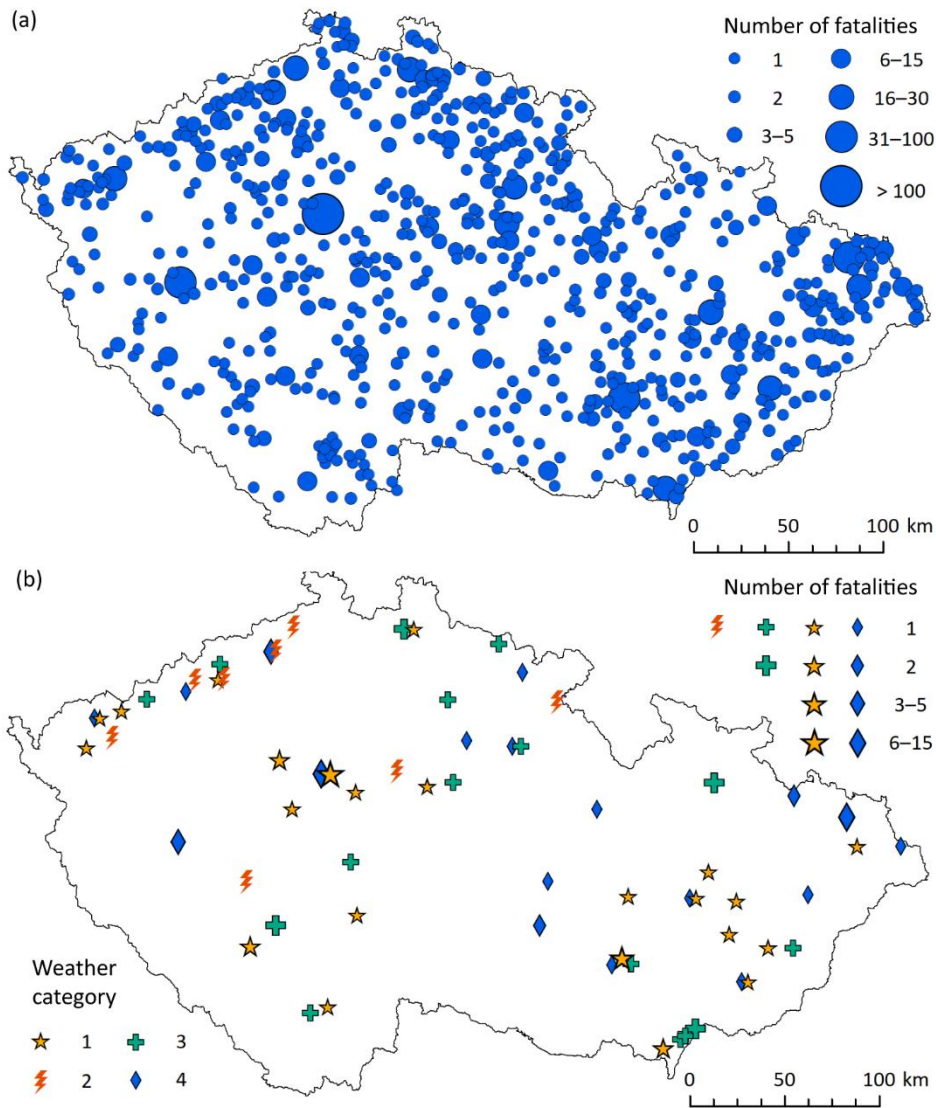 (a)
Number of fatalities
1 6–15
2 16–30
3–5 31–100
> 100
0 50 100 km
(b)
Number of fatalities
1
2
3–5
6–15
Weather
category
1 3
2 4
0 50 100 km